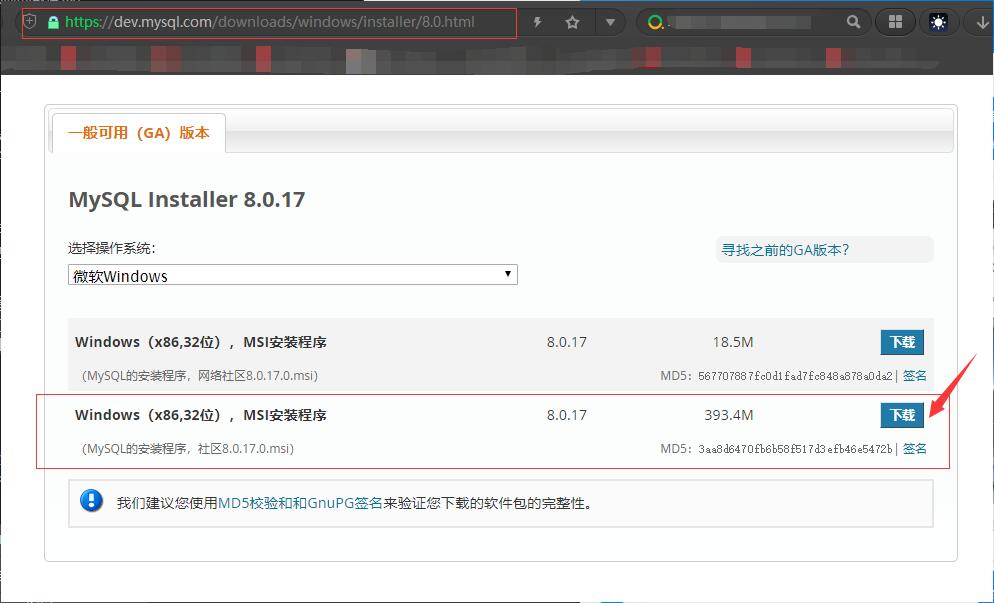 https://dev.mysql.com/downloads/windows/installer/8.0.html
一般可用（GA）版本
MySQL Installer 8.0.17
选择操作系统：
寻找之前的GA版本？
微软Windows
Windows（x86,32位），MSI安装程序 8.0.17 18.5M 下载
(MySQL的安装程序，网络社区8.0.17.0.msi) MD5：567707887fc0d1fad7fc848a878a0da2 | 签名
Windows（x86,32位），MSI安装程序 8.0.17 393.4M 下载
(MySQL的安装程序，社区8.0.17.0.msi) MD5：3aa8d6470fb6b58f517d3efb46e5472b | 签名
我们建议您使用MD5校验和和GnuPG签名来验证您下载的软件包的完整性。